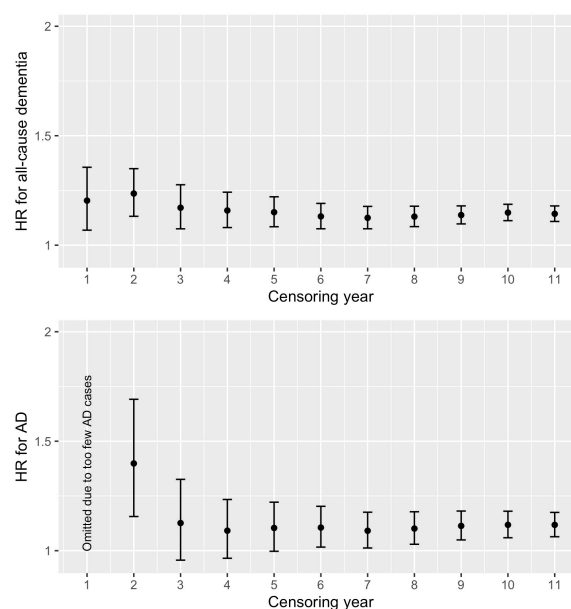 HR for all-cause dementia
2
1.5
1
1 2 3 4 5 6 7 8 9 10 11
Censoring year
HR for AD
2
1.5
1
Omitted due to too few AD cases
1 2 3 4 5 6 7 8 9 10 11
Censoring year